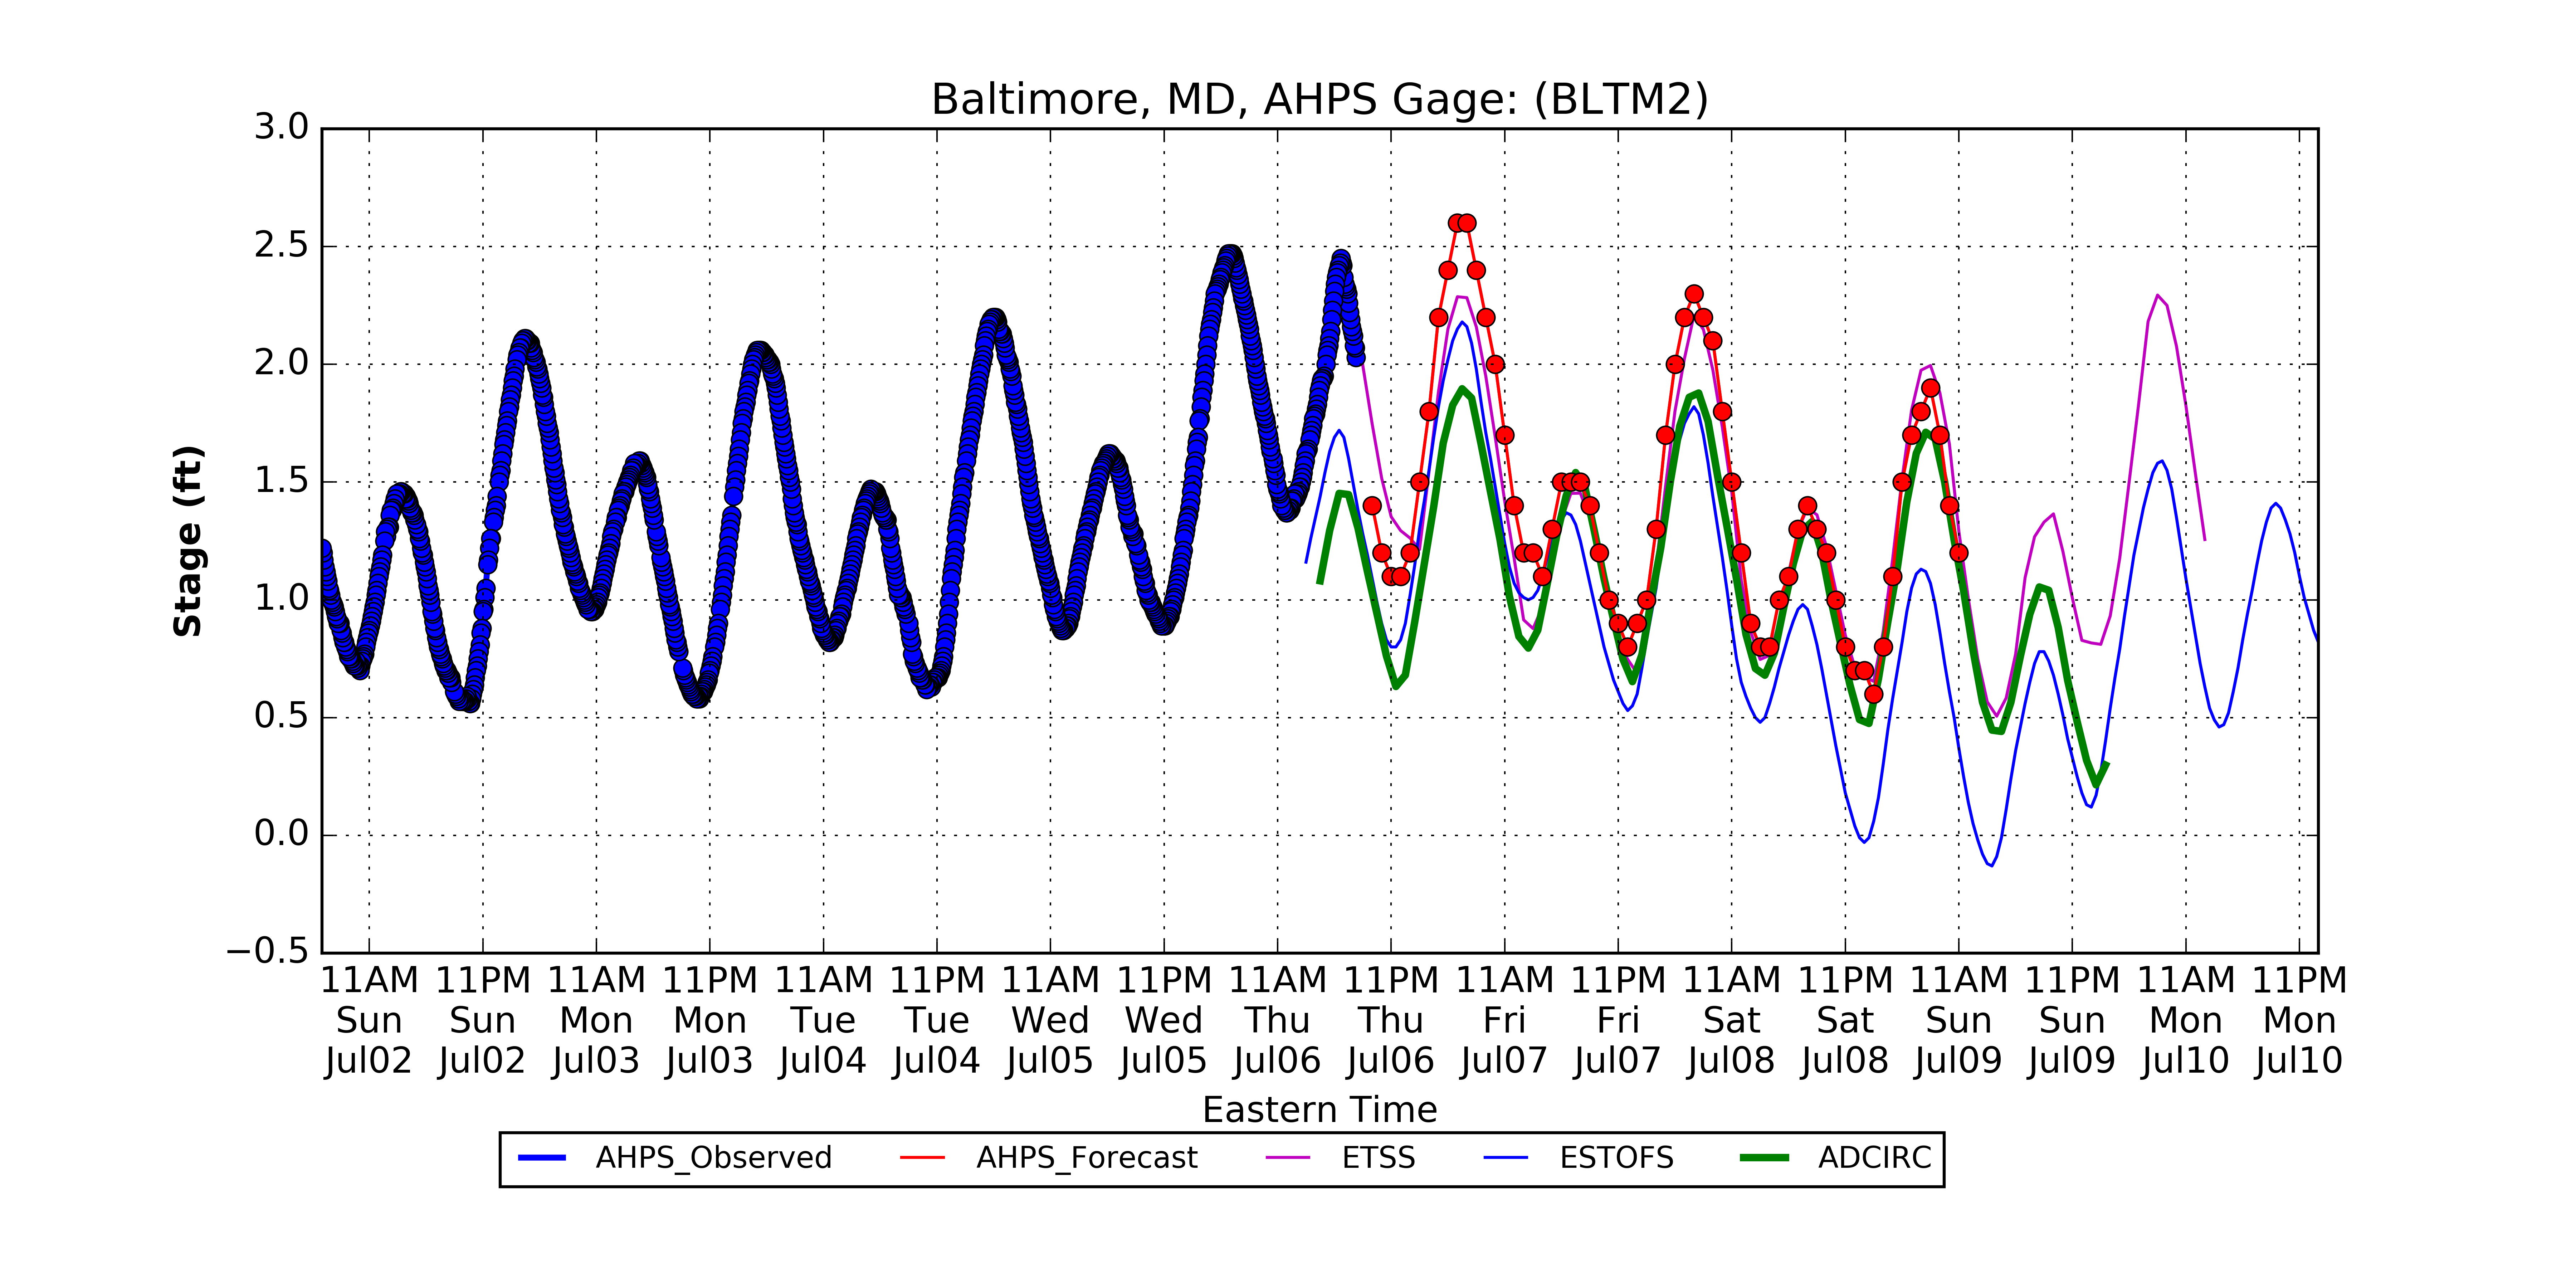 Baltimore, MD, AHPS Gage: (BLTM2)
3.0
2.5
2.0
1.5
1.0
0.5
0.0
−0.5
Stage (ft)
11AM 11PM 11AM 11PM 11AM 11PM 11AM 11PM 11AM 11PM 11AM 11PM 11AM 11PM 11AM 11PM 11AM 11PM
Sun Sun Mon Mon Tue Tue Wed Wed Thu Thu Fri Fri Sat Sat Sun Sun Mon Mon
Jul02 Jul02 Jul03 Jul03 Jul04 Jul04 Jul05 Jul05 Jul06 Jul06 Jul07 Jul07 Jul08 Jul08 Jul09 Jul09 Jul10 Jul10
Eastern Time
AHPS_Observed AHPS_Forecast ETSS ESTOFS ADCIRC